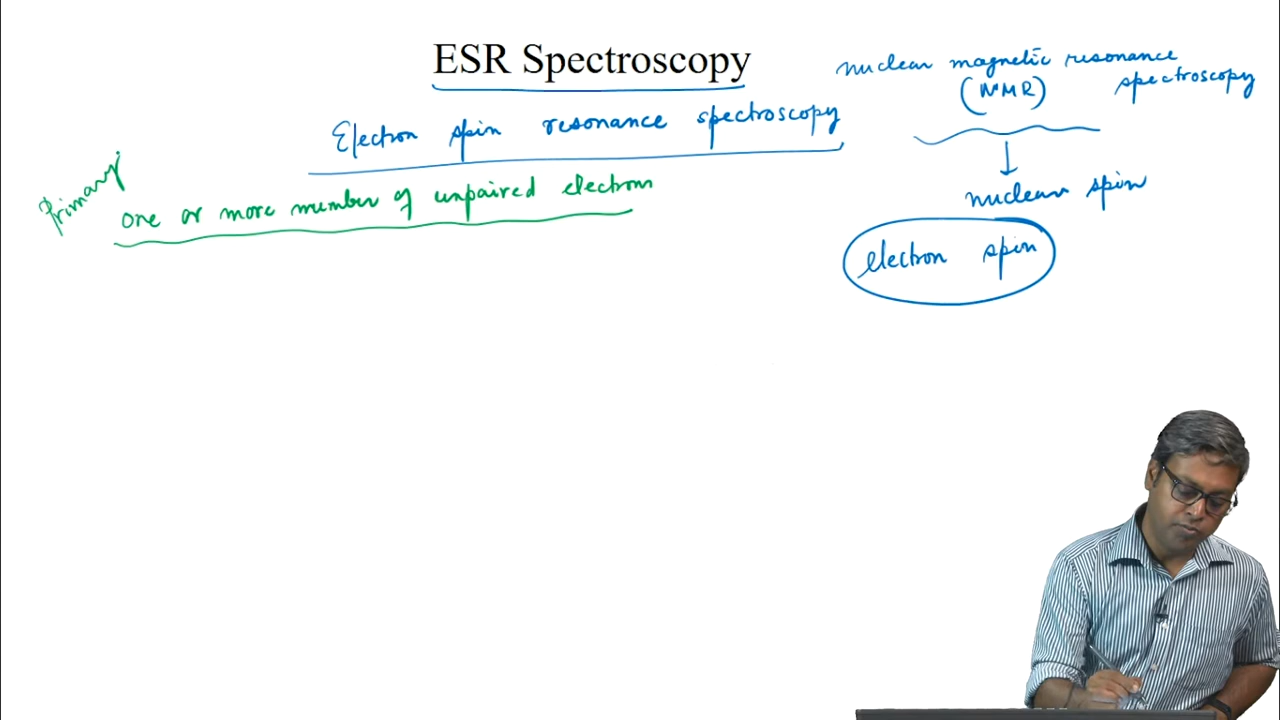 ESR Spectroscopy
Electron spin resonance spectroscopy
Primary
one or more number of unpaired electrons
nuclear magnetic resonance
(NMR) spectroscopy
nuclear spin
electron spin